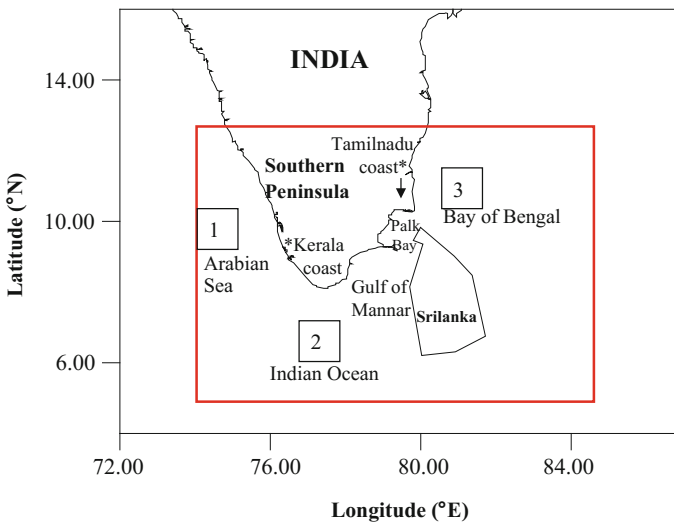 INDIA
14.00
Tamilnadu
coast*
Southern
Peninsula
3
Bay of Bengal
10.00
1
Palk
Bay
*Kerala
coast
Arabian
Sea
Gulf of
Mannar
Srilanka
2
Indian Ocean
6.00
72.00 76.00 80.00 84.00
Latitude (°N)
Longitude (°E)